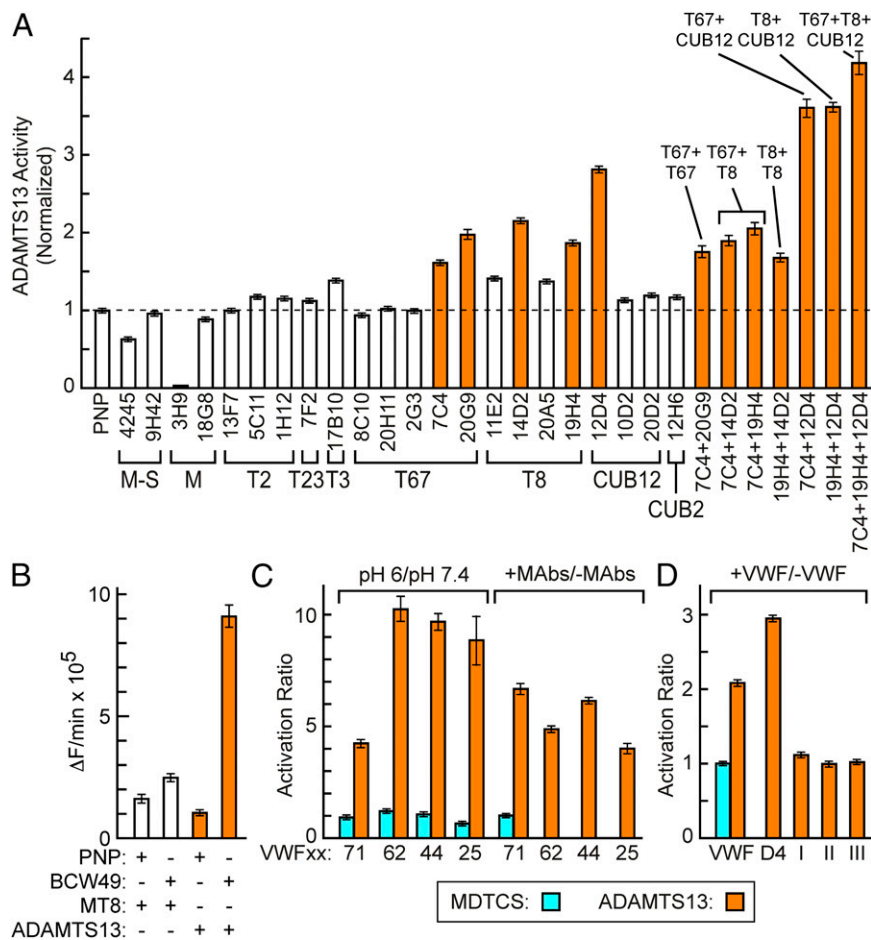 A
ADAMTS13 Activity
(Normalized)
4
3
2
1
0
T67+
CUB12
T8+
CUB12
T67+T8+
CUB12
T67+
T67
T67+
T8
T8+
T8
PNP
4245
9H42
3H9
18G8
13F7
5C11
1H12
7F2
17B10
8C10
20H11
2G3
7C4
20G9
11E2
14D2
20A5
19H4
12D4
10D2
20D2
12H6
7C4+20G9
7C4+14D2
7C4+19H4
19H4+14D2
7C4+12D4
19H4+12D4
7C4+19H4+12D4
M-S
M
T2
T23
T3
T67
T8
CUB12
CUB2
B
ΔF/min x 10⁵
10
5
0
PNP: + - + -
BCW49: - + - +
MT8: + + - -
ADAMTS13: - - + +
C
pH 6/pH 7.4
+MAbs/-MAbs
Activation Ratio
10
5
0
VWFxx: 71 62 44 25 71 62 44 25
D
+VWF/-VWF
Activation Ratio
3
2
1
0
VWF D4 I II III
MDTCS:
ADAMTS13: